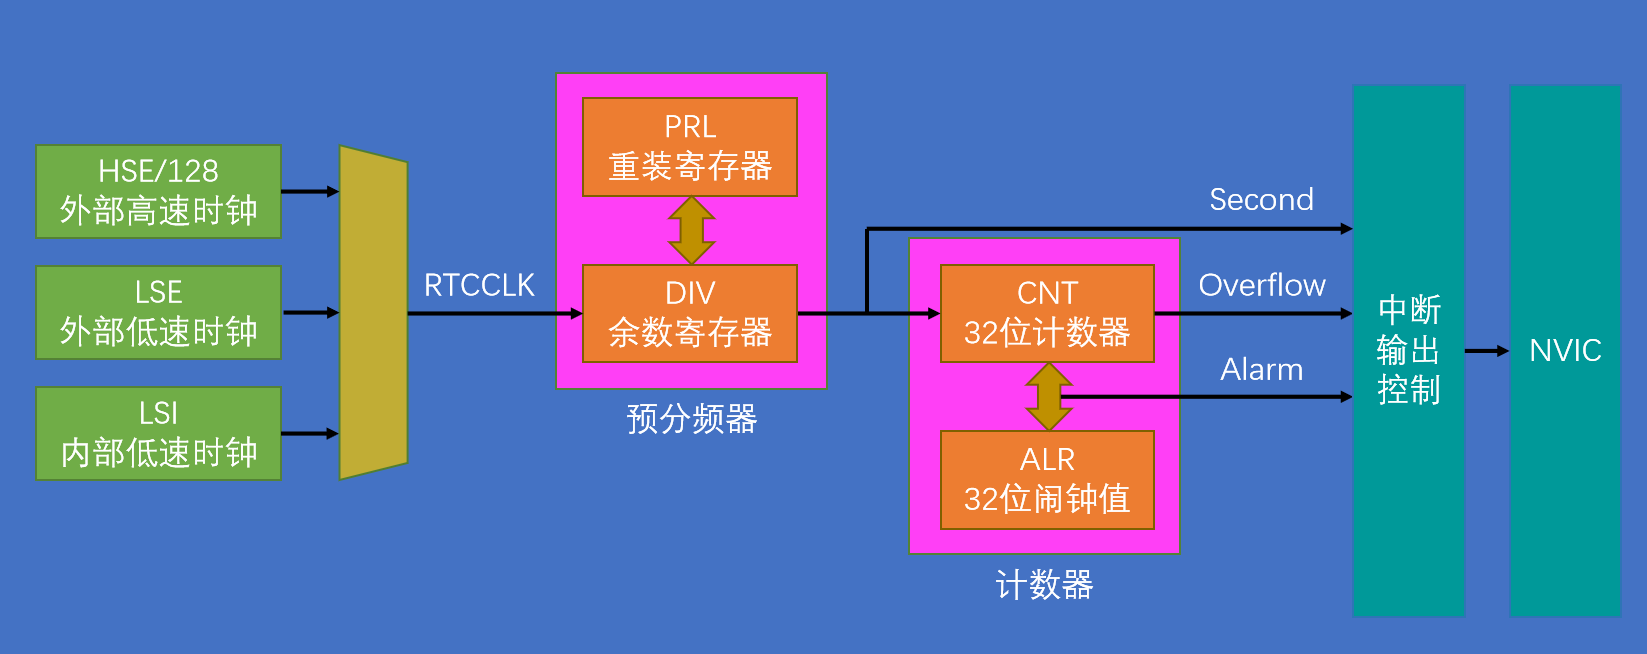 HSE/128
外部高速时钟
LSE
外部低速时钟
LSI
内部低速时钟
RTCCLK
PRL
重装寄存器
DIV
余数寄存器
预分频器
CNT
32位计数器
ALR
32位闹钟值
计数器
Second
Overflow
Alarm
中断
输出
控制
NVIC